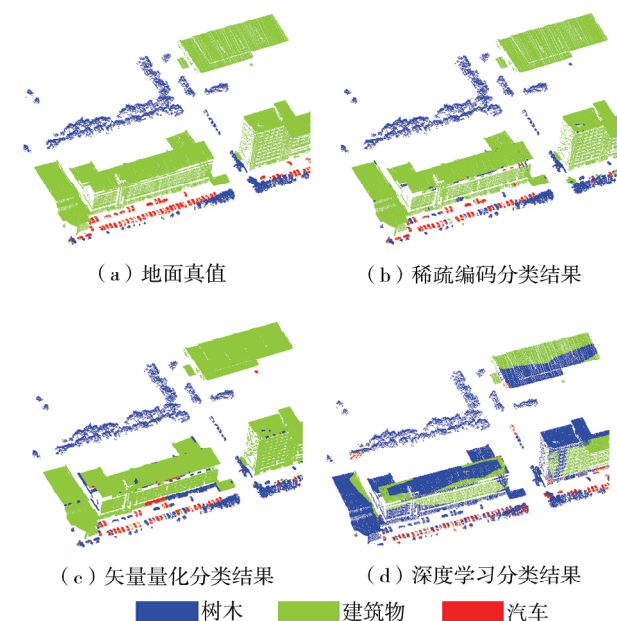 (a)地面真值
(b)稀疏编码分类结果
(c)矢量量化分类结果
(d)深度学习分类结果
树木 建筑物 汽车